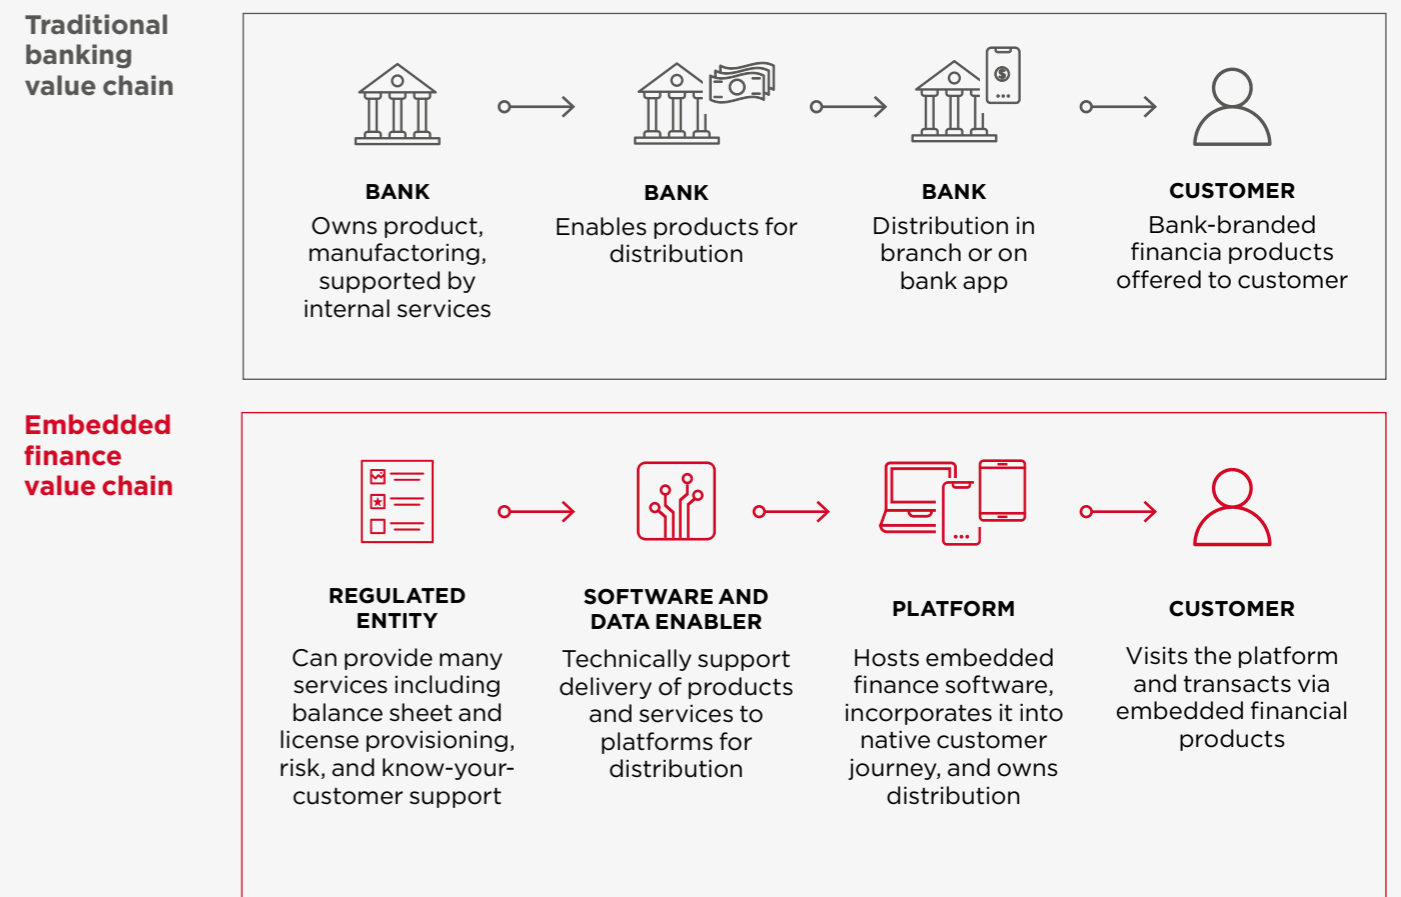 Traditional
banking
value chain
BANK
Owns product,
manufactoring,
supported by
internal services
BANK
Enables products for
distribution
BANK
Distribution in
branch or on
bank app
CUSTOMER
Bank-branded
financia products
offered to customer
Embedded
finance
value chain
REGULATED
ENTITY
Can provide many
services including
balance sheet and
license provisioning,
risk, and know-your-
customer support
SOFTWARE AND
DATA ENABLER
Technically support
delivery of products
and services to
platforms for
distribution
PLATFORM
Hosts embedded
finance software,
incorporates it into
native customer
journey, and owns
distribution
CUSTOMER
Visits the platform
and transacts via
embedded financial
products